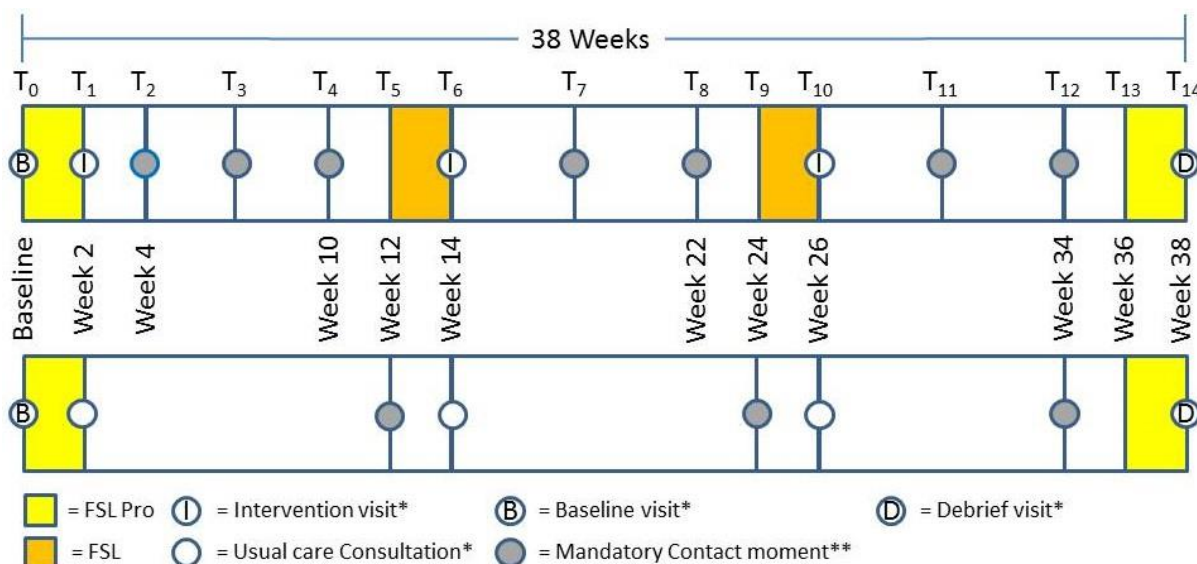 38 Weeks
T0 T1 T2 T3 T4 T5 T6 T7 T8 T9 T10 T11 T12 T13 T14
B I I I D
Baseline Week 2 Week 4 Week 10 Week 12 Week 14 Week 22 Week 24 Week 26 Week 34 Week 36 Week 38
B D
= FSL Pro I = Intervention visit* B = Baseline visit* D = Debrief visit*
= FSL = Usual care Consultation* = Mandatory Contact moment**